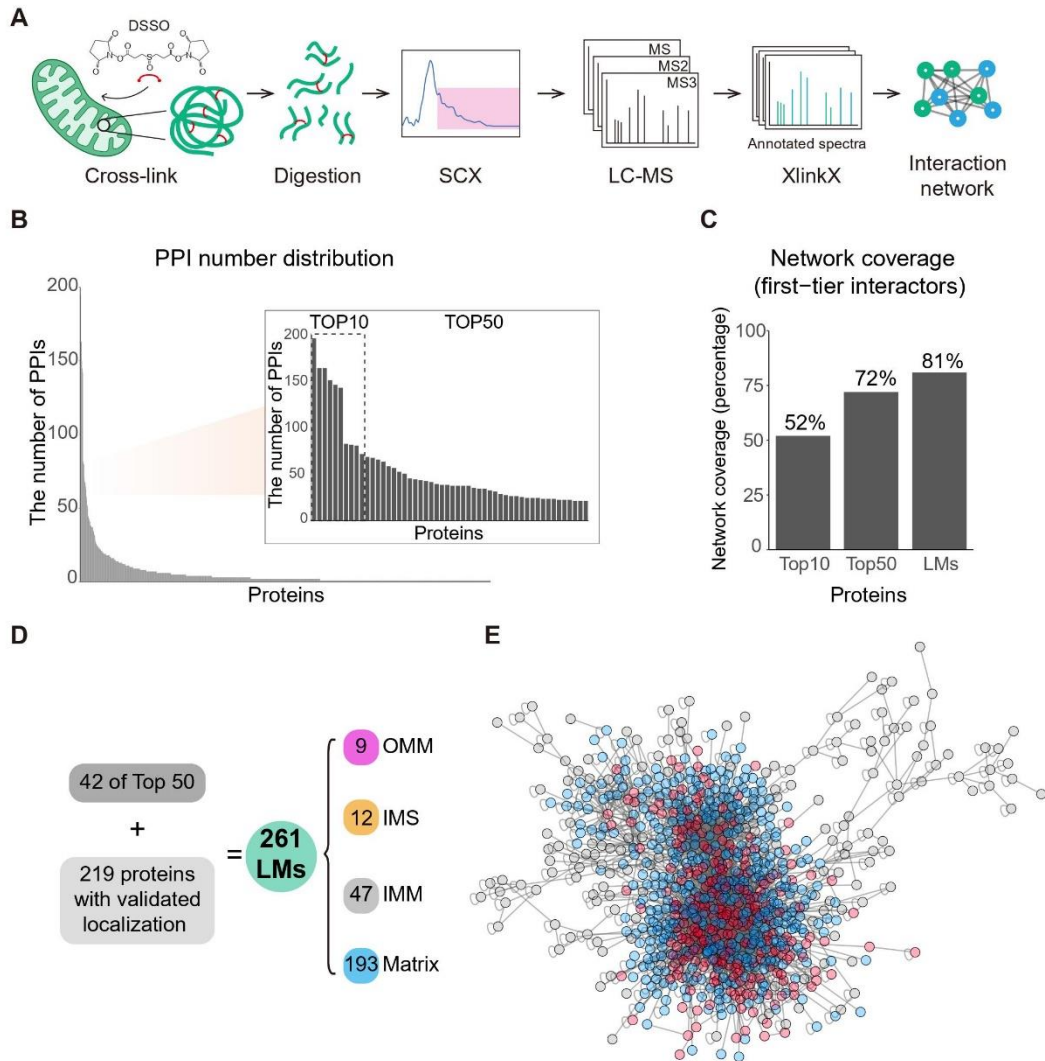 A
DSSO
Cross-link
Digestion
SCX
MS
MS2
MS3
LC-MS
Annotated spectra
XlinkX
Interaction
network
B
PPI number distribution
The number of PPIs
200
150
100
50
0
Proteins
TOP10
TOP50
The number of PPIs
200
150
100
50
0
Proteins
C
Network coverage
(first−tier interactors)
Network coverage (percentage)
100
75
50
25
0
52%
72%
81%
Top10
Top50
LMs
Proteins
D
42 of Top 50
+
219 proteins
with validated
localization
=
261
LMs
9 OMM
12 IMS
47 IMM
193 Matrix
E